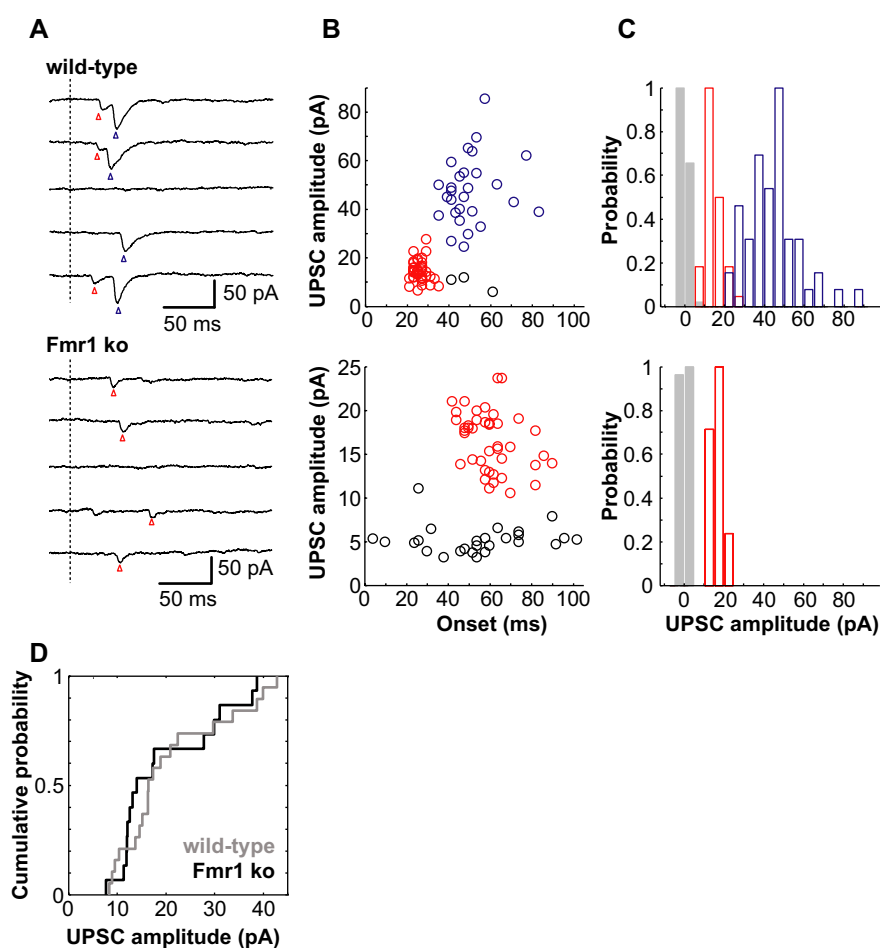 A
B
C
wild-type
50 pA
50 ms
Fmr1 ko
50 pA
50 ms
UPSC amplitude (pA)
80
60
40
20
0
0 20 40 60 80 100
UPSC amplitude (pA)
25
20
15
10
5
0
0 20 40 60 80 100
Onset (ms)
Probability
1
0.8
0.6
0.4
0.2
0
0 20 40 60 80
Probability
1
0.8
0.6
0.4
0.2
0
0 20 40 60 80
UPSC amplitude (pA)
D
Cumulative probability
1
0.5
0
wild-type
Fmr1 ko
0 10 20 30 40
UPSC amplitude (pA)